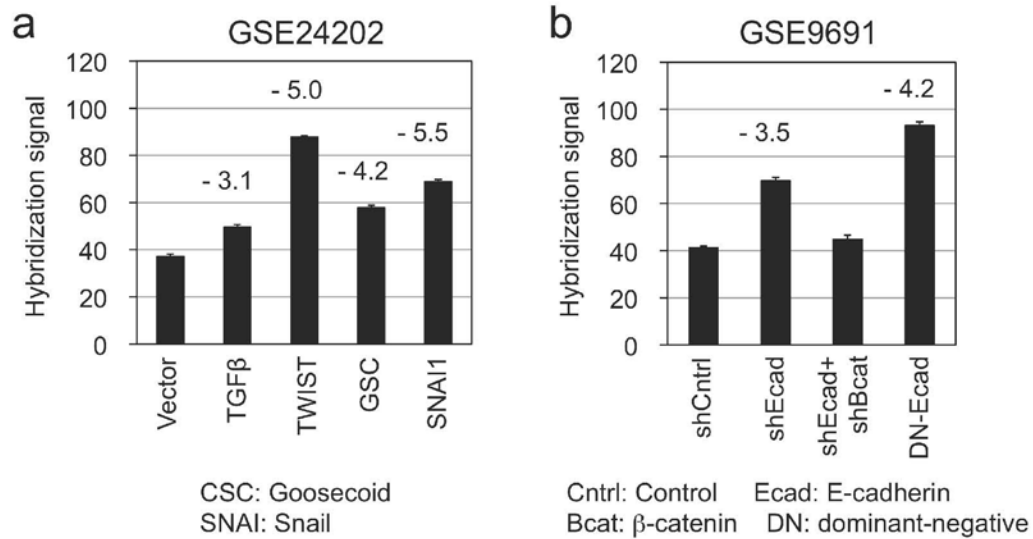 a
GSE24202
Hybridization signal
120
100
80
60
40
20
0
- 3.1
- 5.0
- 4.2
- 5.5
Vector
TGFβ
TWIST
GSC
SNAI1
CSC: Goosecoid
SNAI: Snail
b
GSE9691
Hybridization signal
120
100
80
60
40
20
0
- 3.5
- 4.2
shCntrl
shEcad
shEcad+
shBcat
DN-Ecad
Cntrl: Control Ecad: E-cadherin
Bcat: β-catenin DN: dominant-negative